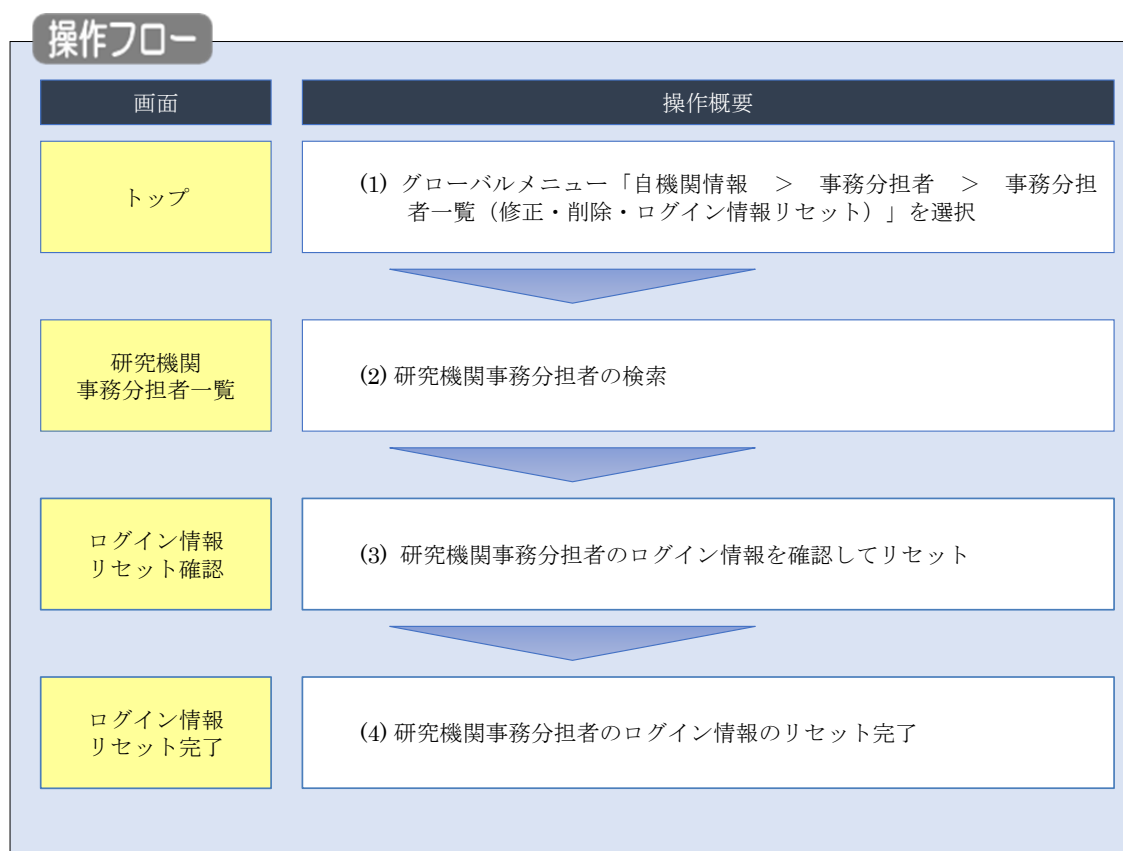 操作フロー
画面
操作概要
トップ
(1) グローバルメニュー「自機関情報　＞　事務分担者　＞　事務分担
者一覧（修正・削除・ログイン情報リセット）」を選択
研究機関
事務分担者一覧
(2) 研究機関事務分担者の検索
ログイン情報
リセット確認
(3) 研究機関事務分担者のログイン情報を確認してリセット
ログイン情報
リセット完了
(4) 研究機関事務分担者のログイン情報のリセット完了